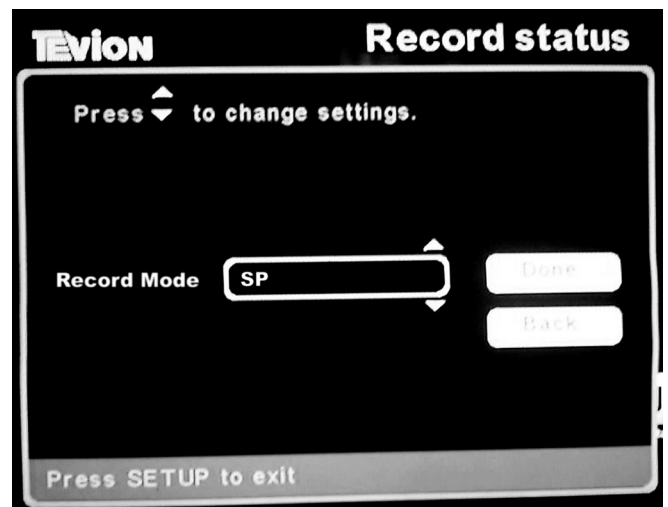 TEViON
Record status
Press to change settings.
Record Mode SP
Done
Back
Press SETUP to exit